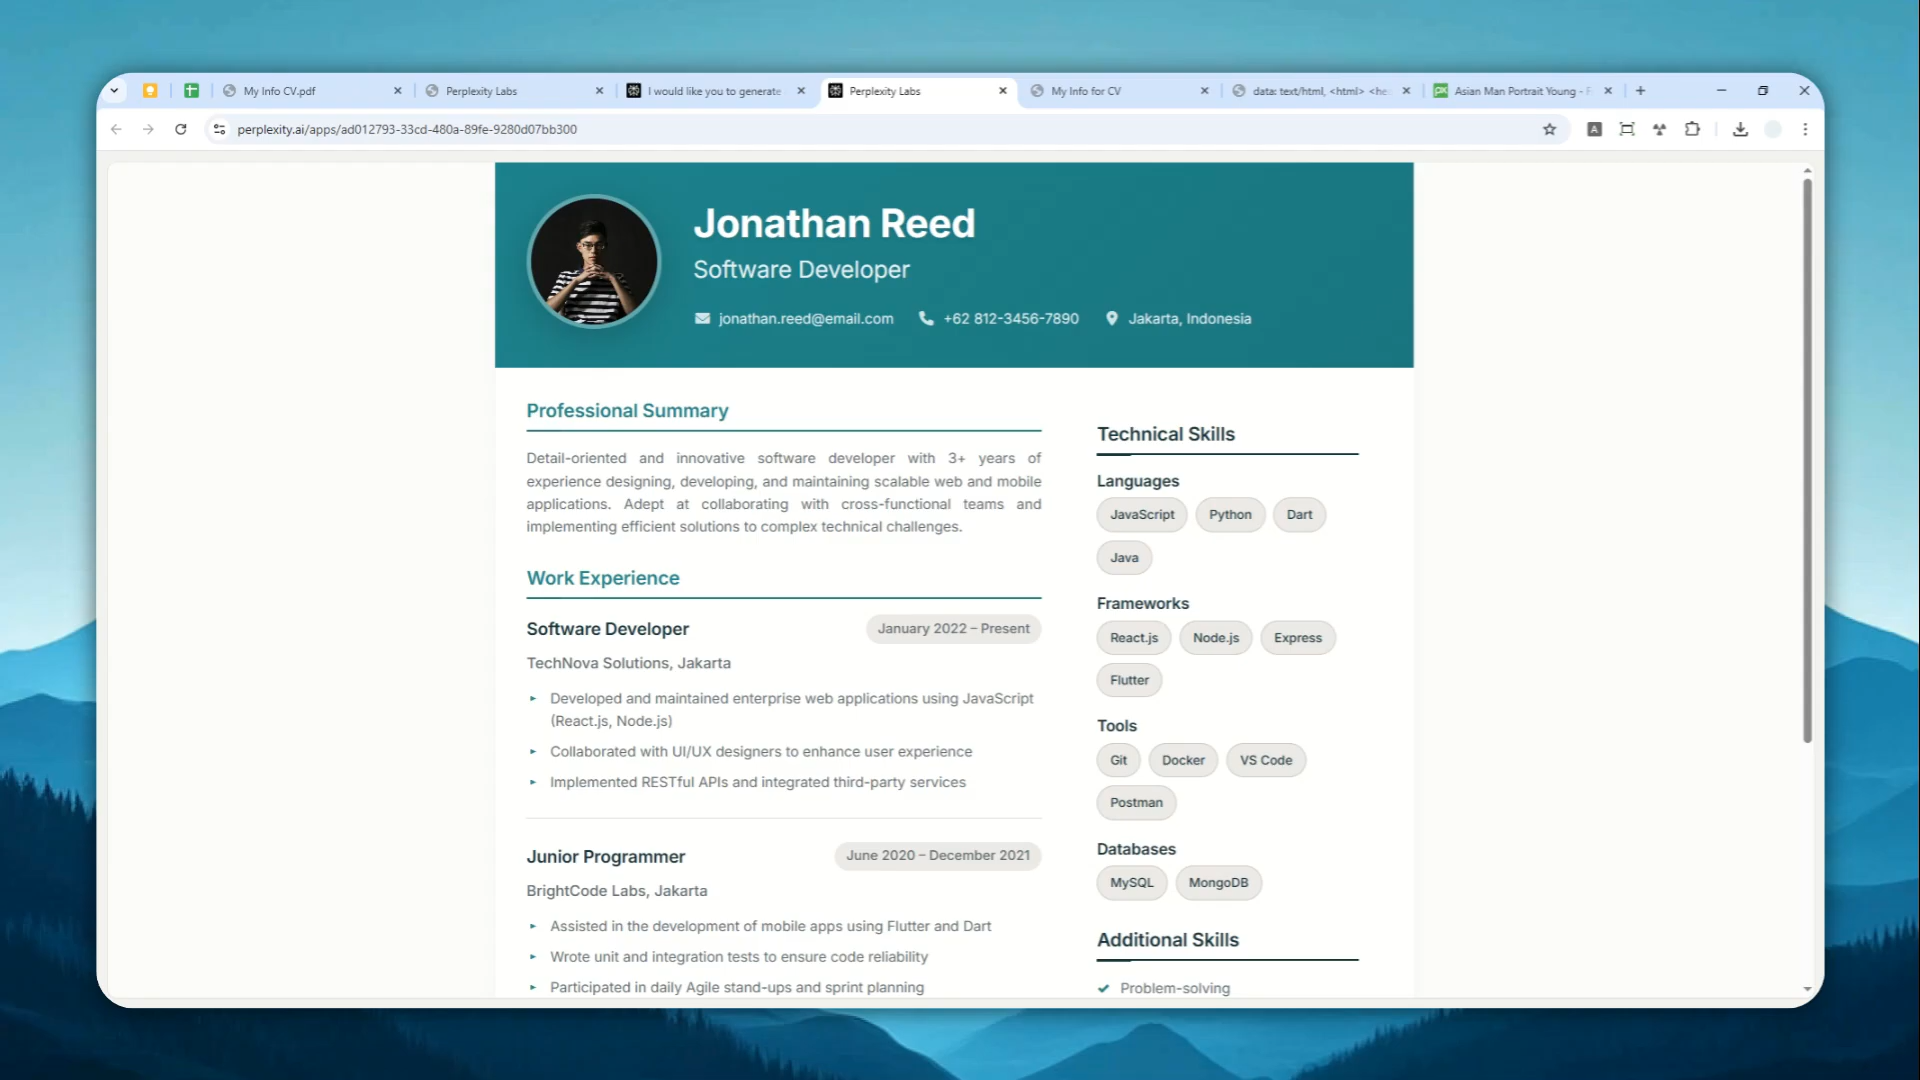 My Info CV.pdf
Perplexity Labs
I would like you to generate
Perplexity Labs
My Info for CV
data: text/html, <html> <he
Asian Man Portrait Young - F
perplexity.ai/apps/ad012793-33cd-480a-89fe-9280d07bb300
Jonathan Reed
Software Developer
jonathan.reed@email.com +62 812-3456-7890 Jakarta, Indonesia
Professional Summary
Detail-oriented and innovative software developer with 3+ years of
experience designing, developing, and maintaining scalable web and mobile
applications. Adept at collaborating with cross-functional teams and
implementing efficient solutions to complex technical challenges.
Work Experience
Software Developer January 2022 – Present
TechNova Solutions, Jakarta
Developed and maintained enterprise web applications using JavaScript
(React.js, Node.js)
Collaborated with UI/UX designers to enhance user experience
Implemented RESTful APIs and integrated third-party services
Junior Programmer June 2020 – December 2021
BrightCode Labs, Jakarta
Assisted in the development of mobile apps using Flutter and Dart
Wrote unit and integration tests to ensure code reliability
Participated in daily Agile stand-ups and sprint planning
Technical Skills
Languages
JavaScript Python Dart
Java
Frameworks
React.js Node.js Express
Flutter
Tools
Git Docker VS Code
Postman
Databases
MySQL MongoDB
Additional Skills
Problem-solving